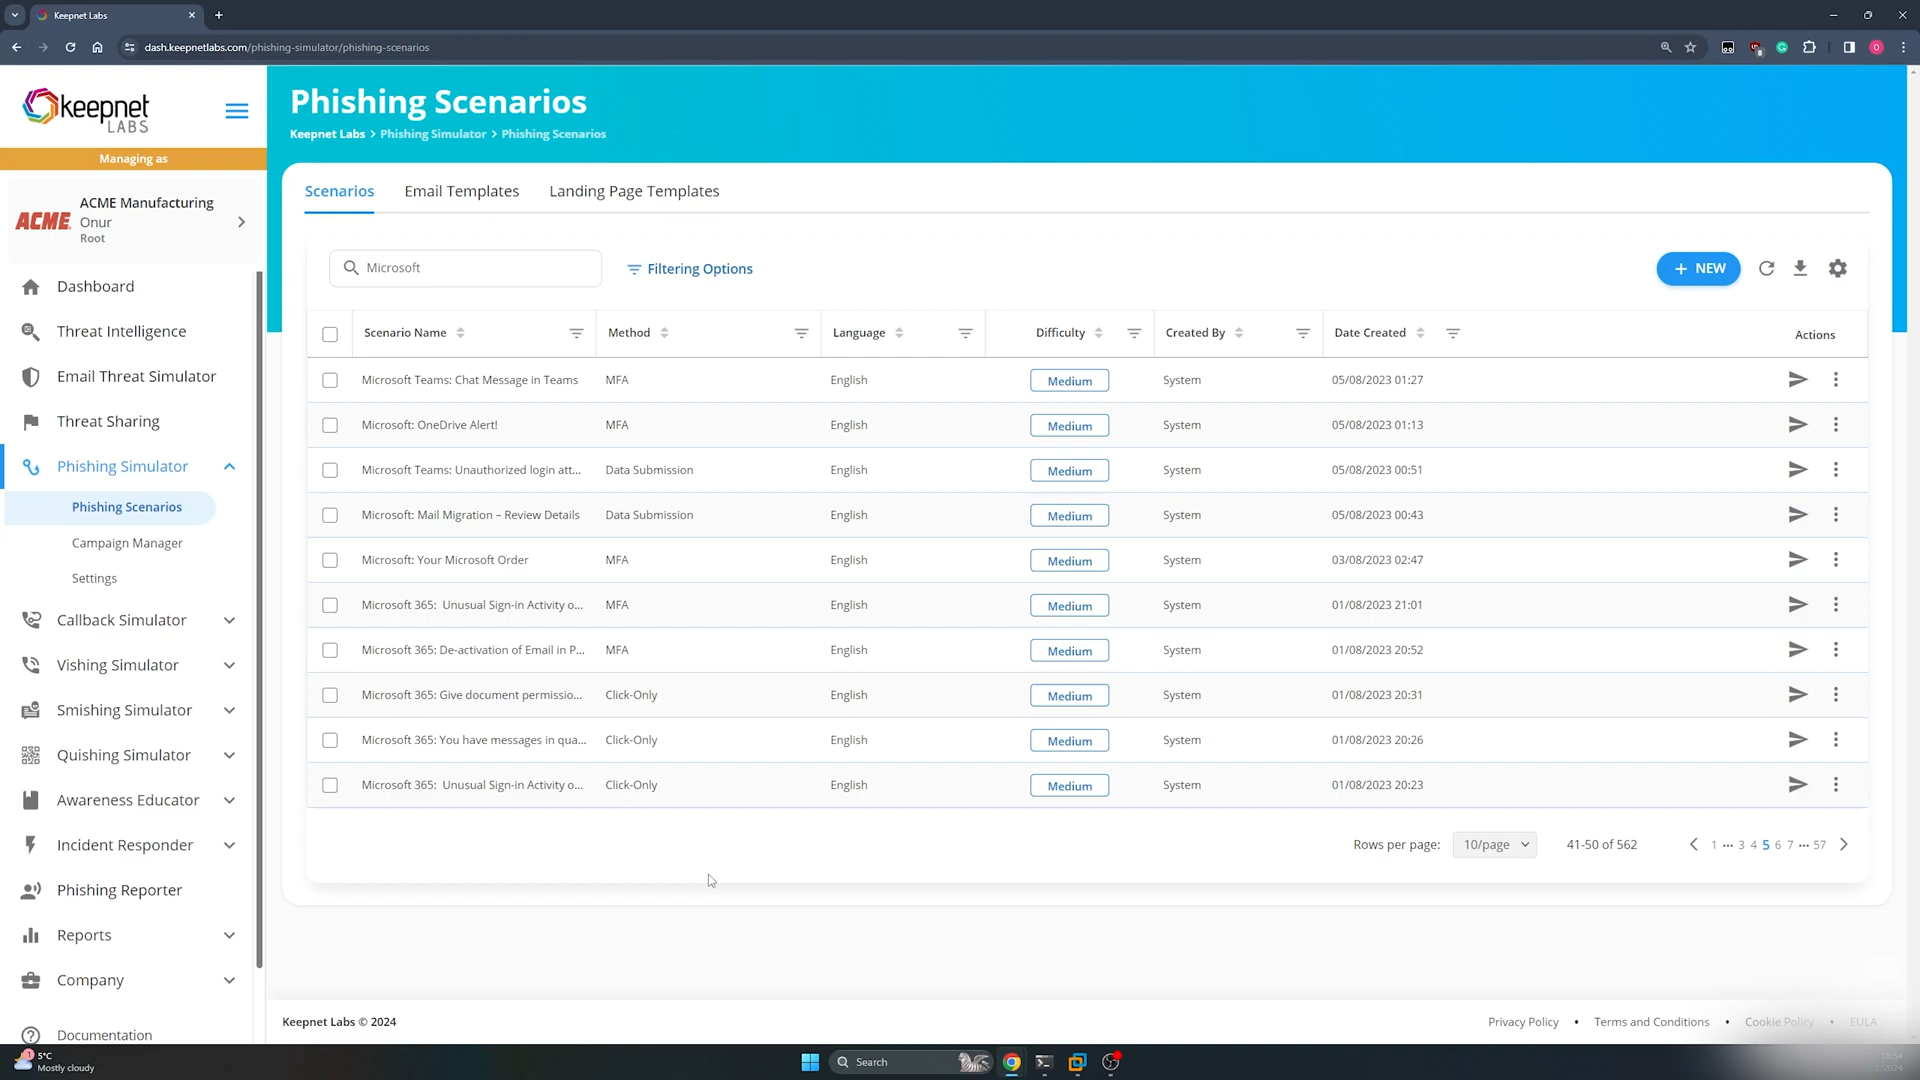 Keepnet Labs
dash.keepnetlabs.com/phishing-simulator/phishing-scenarios
keepnet
LABS
Managing as
ACME
ACME Manufacturing
Onur
Root
Dashboard
Threat Intelligence
Email Threat Simulator
Threat Sharing
Phishing Simulator
Phishing Scenarios
Campaign Manager
Settings
Callback Simulator
Vishing Simulator
Smishing Simulator
Quishing Simulator
Awareness Educator
Incident Responder
Phishing Reporter
Reports
Company
Documentation
Phishing Scenarios
Keepnet Labs > Phishing Simulator > Phishing Scenarios
Scenarios Email Templates Landing Page Templates
Microsoft Filtering Options + NEW
Scenario Name Method Language Difficulty Created By Date Created Actions
Microsoft Teams: Chat Message in Teams MFA English Medium System 05/08/2023 01:27
Microsoft: OneDrive Alert! MFA English Medium System 05/08/2023 01:13
Microsoft Teams: Unauthorized login att... Data Submission English Medium System 05/08/2023 00:51
Microsoft: Mail Migration – Review Details Data Submission English Medium System 05/08/2023 00:43
Microsoft: Your Microsoft Order MFA English Medium System 03/08/2023 02:47
Microsoft 365: Unusual Sign-in Activity o... MFA English Medium System 01/08/2023 21:01
Microsoft 365: De-activation of Email in P... MFA English Medium System 01/08/2023 20:52
Microsoft 365: Give document permissio... Click-Only English Medium System 01/08/2023 20:31
Microsoft 365: You have messages in qua... Click-Only English Medium System 01/08/2023 20:26
Microsoft 365: Unusual Sign-in Activity o... Click-Only English Medium System 01/08/2023 20:23
Rows per page: 10/page 41-50 of 562 1 ••• 3 4 5 6 7 ••• 57
Keepnet Labs © 2024 Privacy Policy • Terms and Conditions • Cookie Policy • EULA
5°C
Mostly cloudy
Search